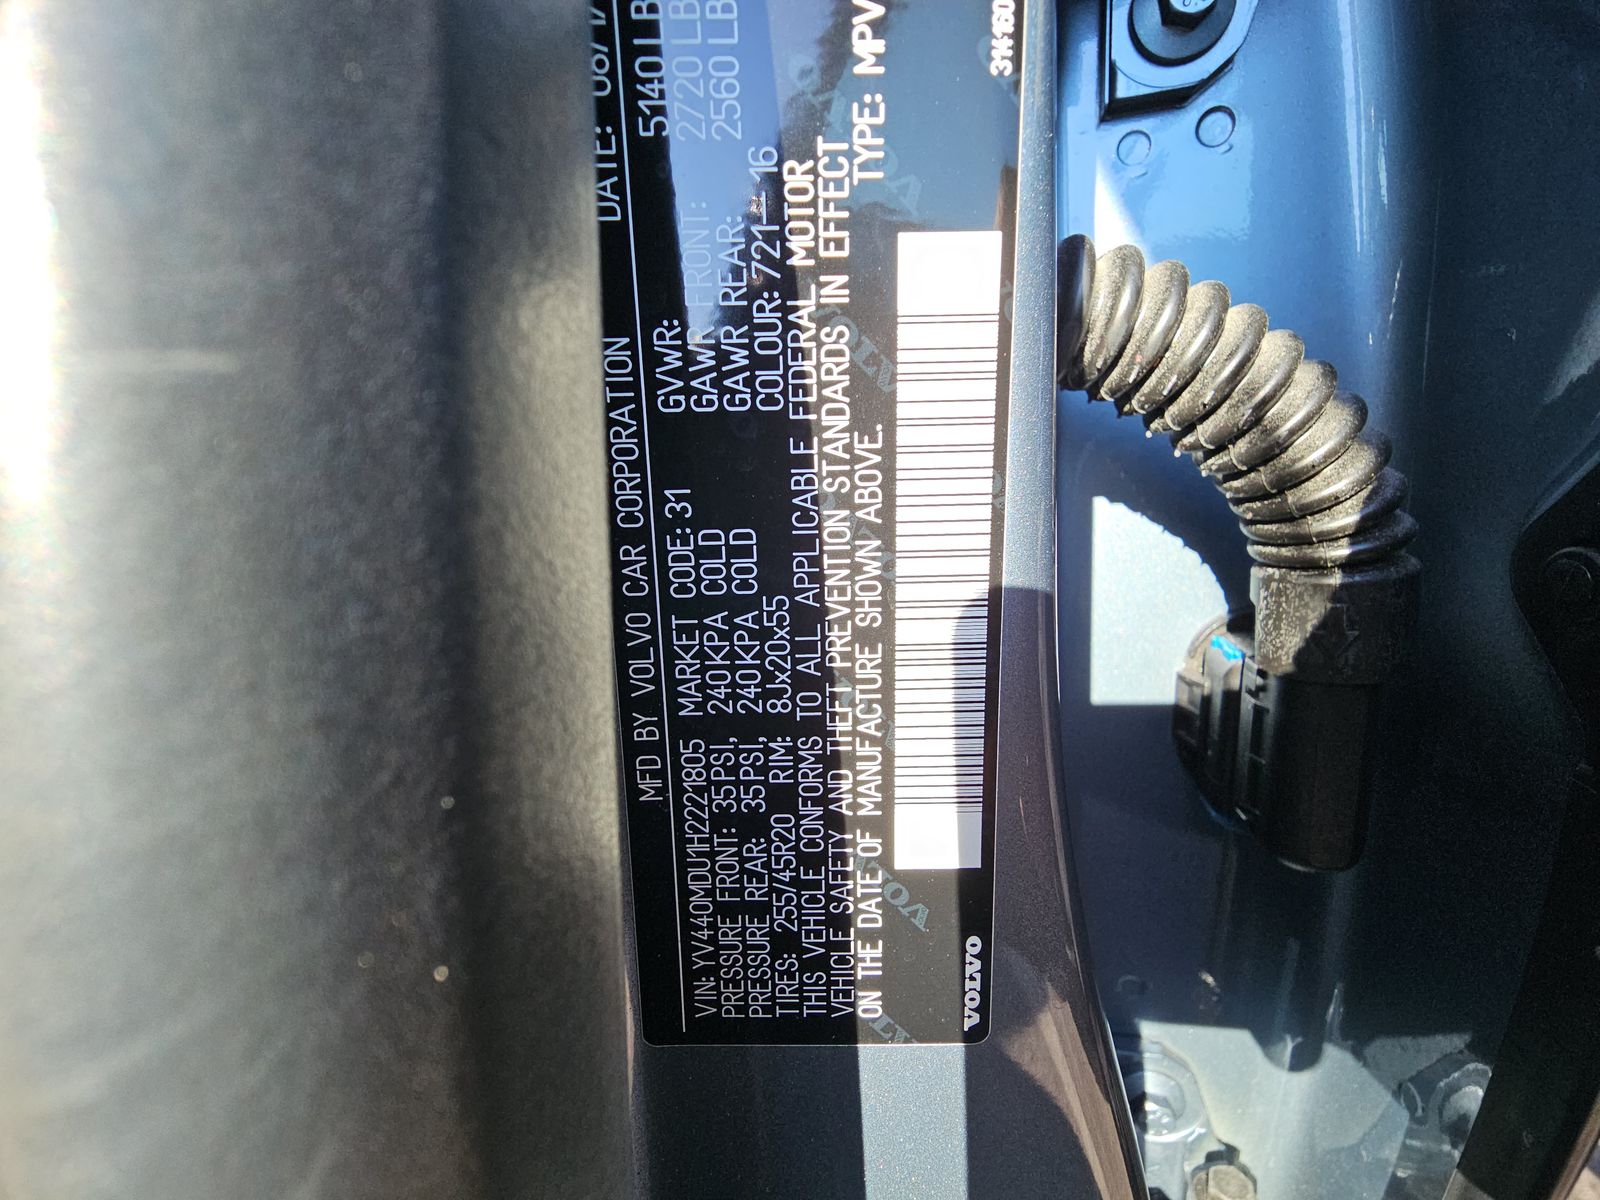 DATE: 08/17
MFD BY VOLVO CAR CORPORATION
GVWR: 5140 LB
GAWR FRONT: 2720 LB
GAWR REAR: 2560 LB
COLOUR: 721— 16
VIN: YV440MDU1H2221805 MARKET CODE: 31
PRESSURE FRONT: 35PSI, 240KPA COLD
PRESSURE REAR: 35PSI, 240KPA COLD
TIRES: 255/45R20 RIM: 8Jx20x55
THIS VEHICLE CONFORMS TO ALL APPLICABLE FEDERAL MOTOR
VEHICLE SAFETY AND THEFT PREVENTION STANDARDS IN EFFECT
ON THE DATE OF MANUFACTURE SHOWN ABOVE. TYPE: MPV
VOLVO 314160